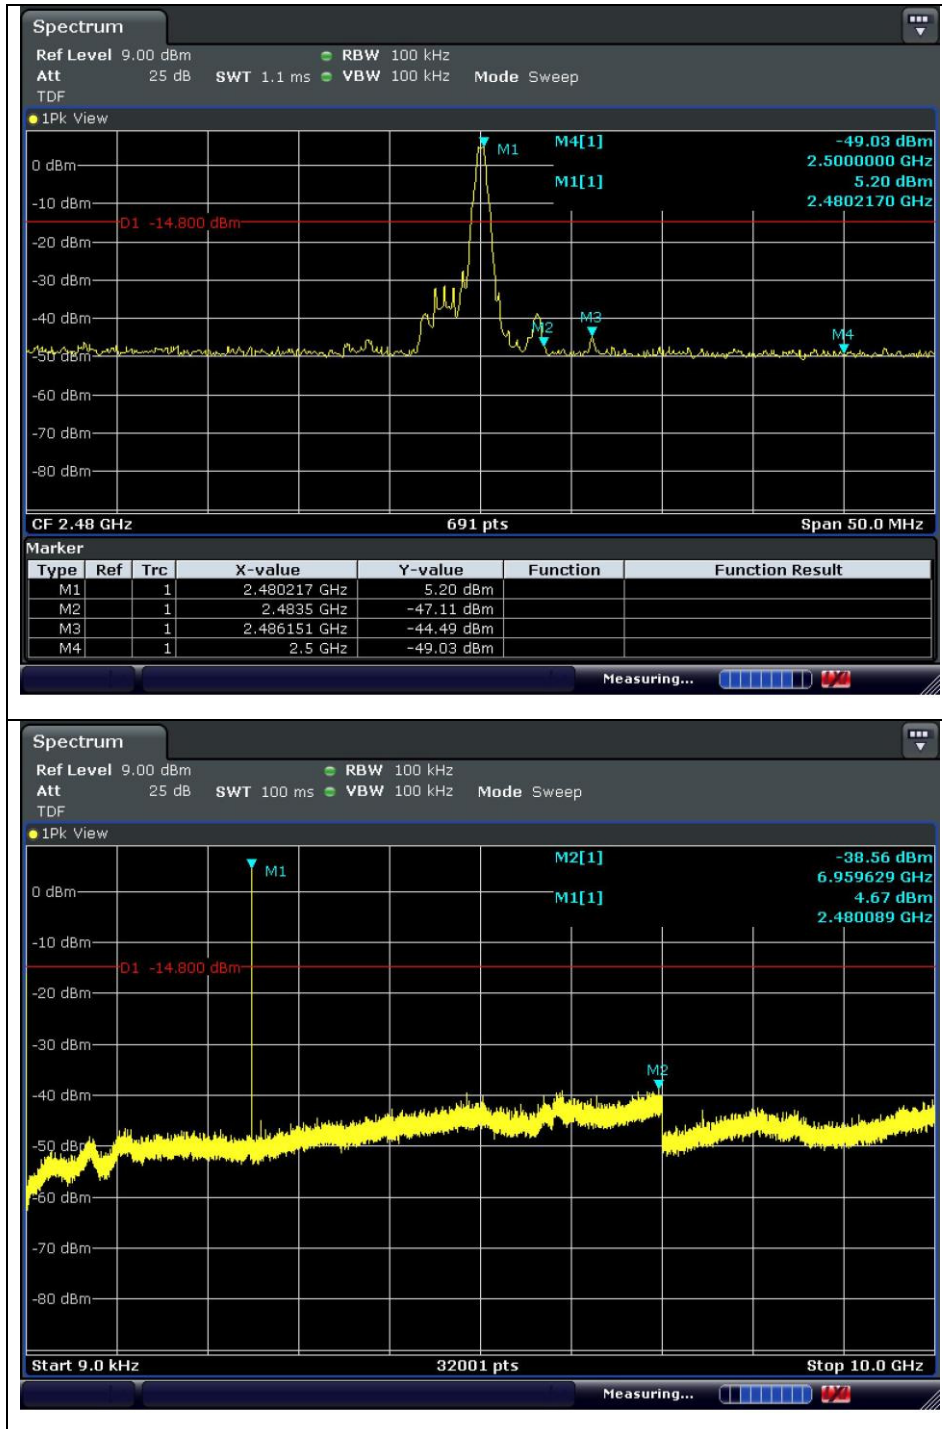 Spectrum
Ref Level 9.00 dBm RBW 100 kHz
Att 25 dB SWT 1.1 ms VBW 100 kHz Mode Sweep
TDF
1Pk View
M1 M4[1] -49.03 dBm
2.5000000 GHz
0 dBm
M1[1] 5.20 dBm
-10 dBm 2.4802170 GHz
D1 -14.800 dBm
-20 dBm
-30 dBm
-40 dBm
M2 M3 M4
-50 dBm
-60 dBm
-70 dBm
-80 dBm
CF 2.48 GHz 691 pts Span 50.0 MHz
Marker
Type Ref Trc X-value Y-value Function Function Result
M1 1 2.480217 GHz 5.20 dBm
M2 1 2.4835 GHz -47.11 dBm
M3 1 2.486151 GHz -44.49 dBm
M4 1 2.5 GHz -49.03 dBm
Measuring...
Spectrum
Ref Level 9.00 dBm RBW 100 kHz
Att 25 dB SWT 100 ms VBW 100 kHz Mode Sweep
TDF
1Pk View
M1 M2[1] -38.56 dBm
6.959629 GHz
0 dBm M1[1] 4.67 dBm
2.480089 GHz
-10 dBm
D1 -14.800 dBm
-20 dBm
-30 dBm
M2
-40 dBm
-50 dBm
-60 dBm
-70 dBm
-80 dBm
Start 9.0 kHz 32001 pts Stop 10.0 GHz
Measuring...